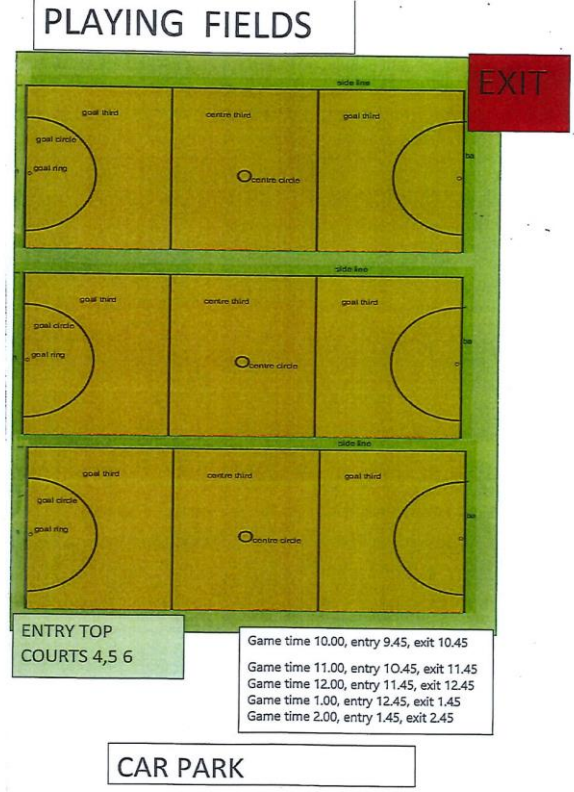 PLAYING FIELDS
EXIT
side line
goal third
centre third
goal third
goal circle
goal ring
centre circle
side line
goal third
centre third
goal third
goal circle
goal ring
centre circle
side line
goal third
centre third
goal third
goal circle
goal ring
centre circle
ENTRY TOP
COURTS 4,5 6
Game time 10.00, entry 9.45, exit 10.45
Game time 11.00, entry 10.45, exit 11.45
Game time 12.00, entry 11.45, exit 12.45
Game time 1.00, entry 12.45, exit 1.45
Game time 2.00, entry 1.45, exit 2.45
CAR PARK